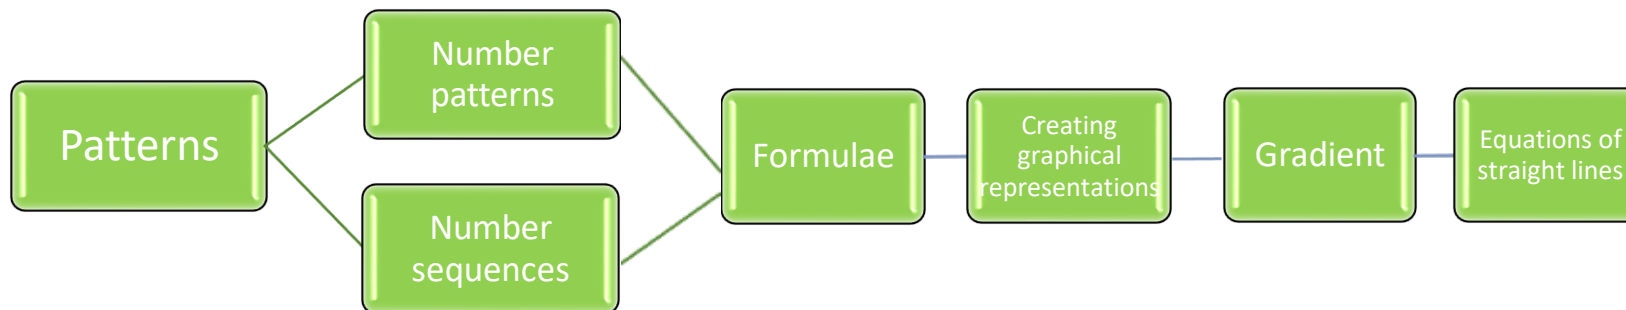 Patterns
Number
patterns
Number
sequences
Formulae
Creating
graphical
representations
Gradient
Equations of
straight lines